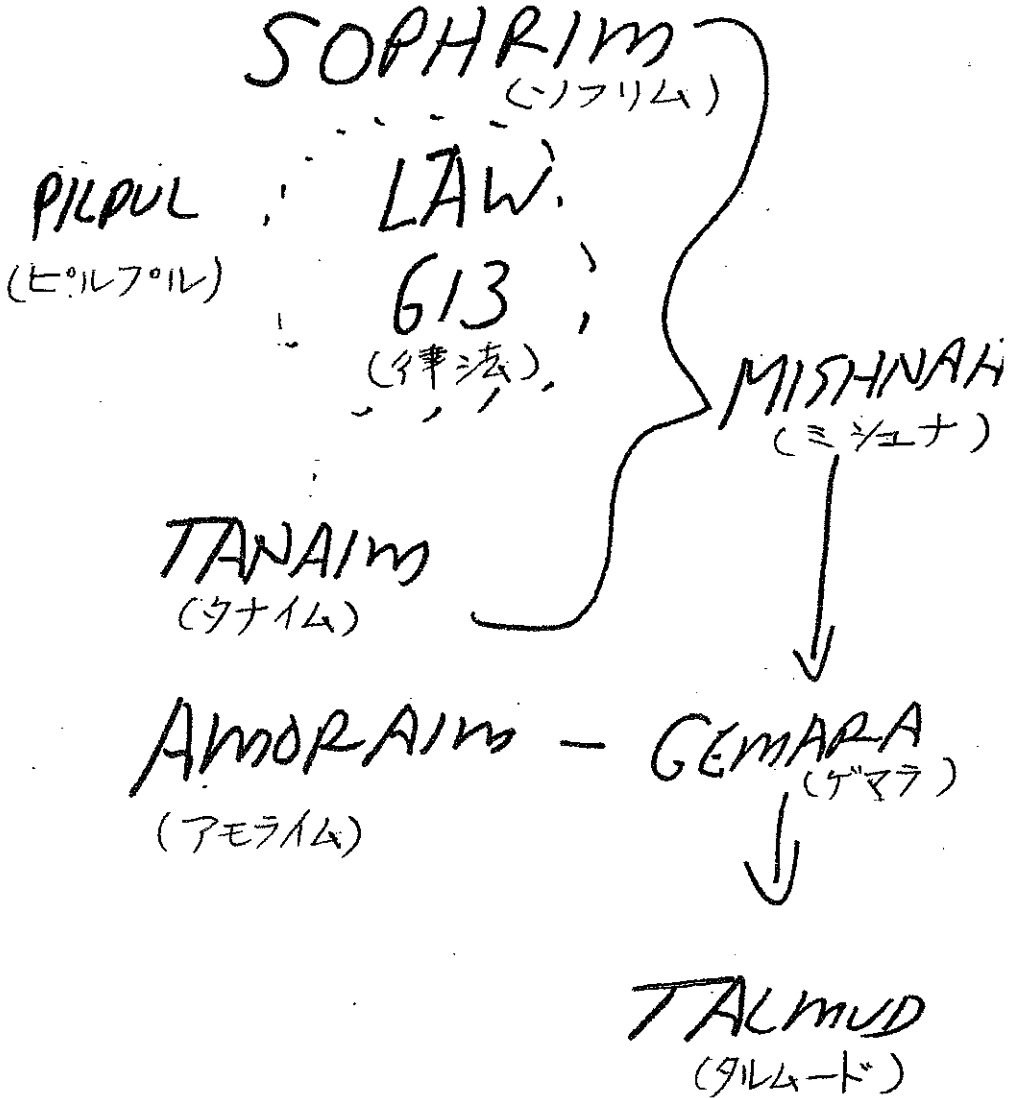 SOPHRIM
(ソフリム)
PILPUL
(ピルプル)
LAW
613
(律法)
MISHNAH
(ミシュナ)
TANAIM
(タナイム)
AMORAIM – GEMARA
(アモライム)
(ゲマラ)
TALMUD
(タルムード)